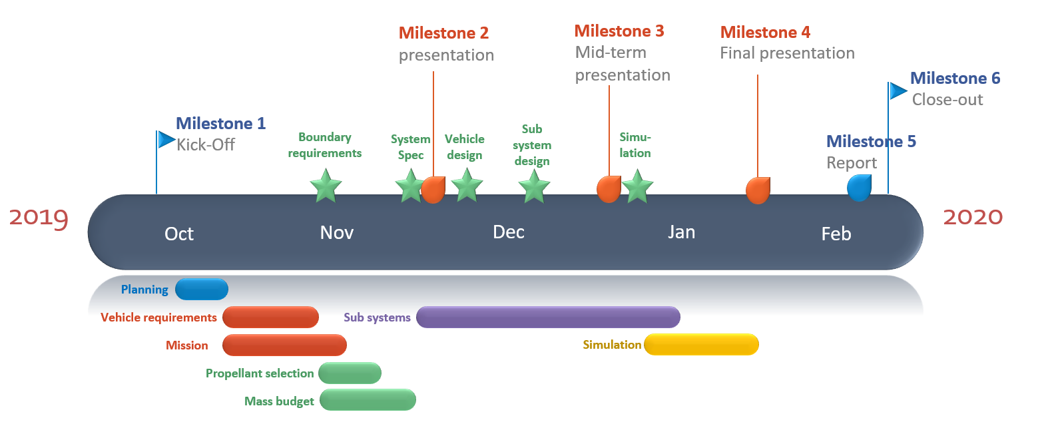 Milestone 2
presentation
Milestone 3
Mid-term
presentation
Milestone 4
Final presentation
Milestone 6
Close-out
Milestone 1
Kick-Off
Boundary
requirements
System
Spec
Vehicle
design
Sub
system
design
Simu-
lation
Milestone 5
Report
2019
Oct
Nov
Dec
Jan
Feb
2020
Planning
Vehicle requirements
Sub systems
Mission
Simulation
Propellant selection
Mass budget